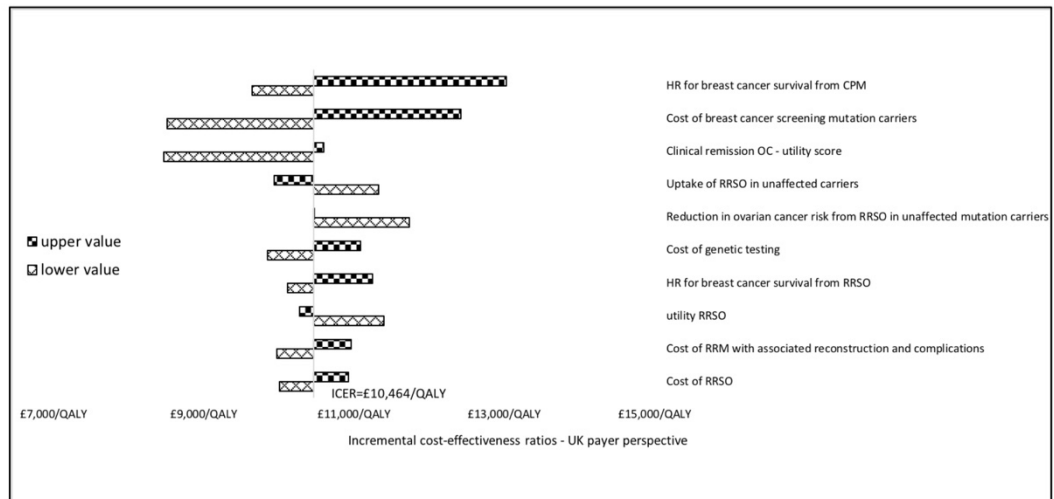 HR for breast cancer survival from CPM
Cost of breast cancer screening mutation carriers
Clinical remission OC - utility score
Uptake of RRSO in unaffected carriers
Reduction in ovarian cancer risk from RRSO in unaffected mutation carriers
upper value
Cost of genetic testing
lower value
HR for breast cancer survival from RRSO
utility RRSO
Cost of RRM with associated reconstruction and complications
Cost of RRSO
ICER=£10,464/QALY
£7,000/QALY £9,000/QALY £11,000/QALY £13,000/QALY £15,000/QALY
Incremental cost-effectiveness ratios - UK payer perspective